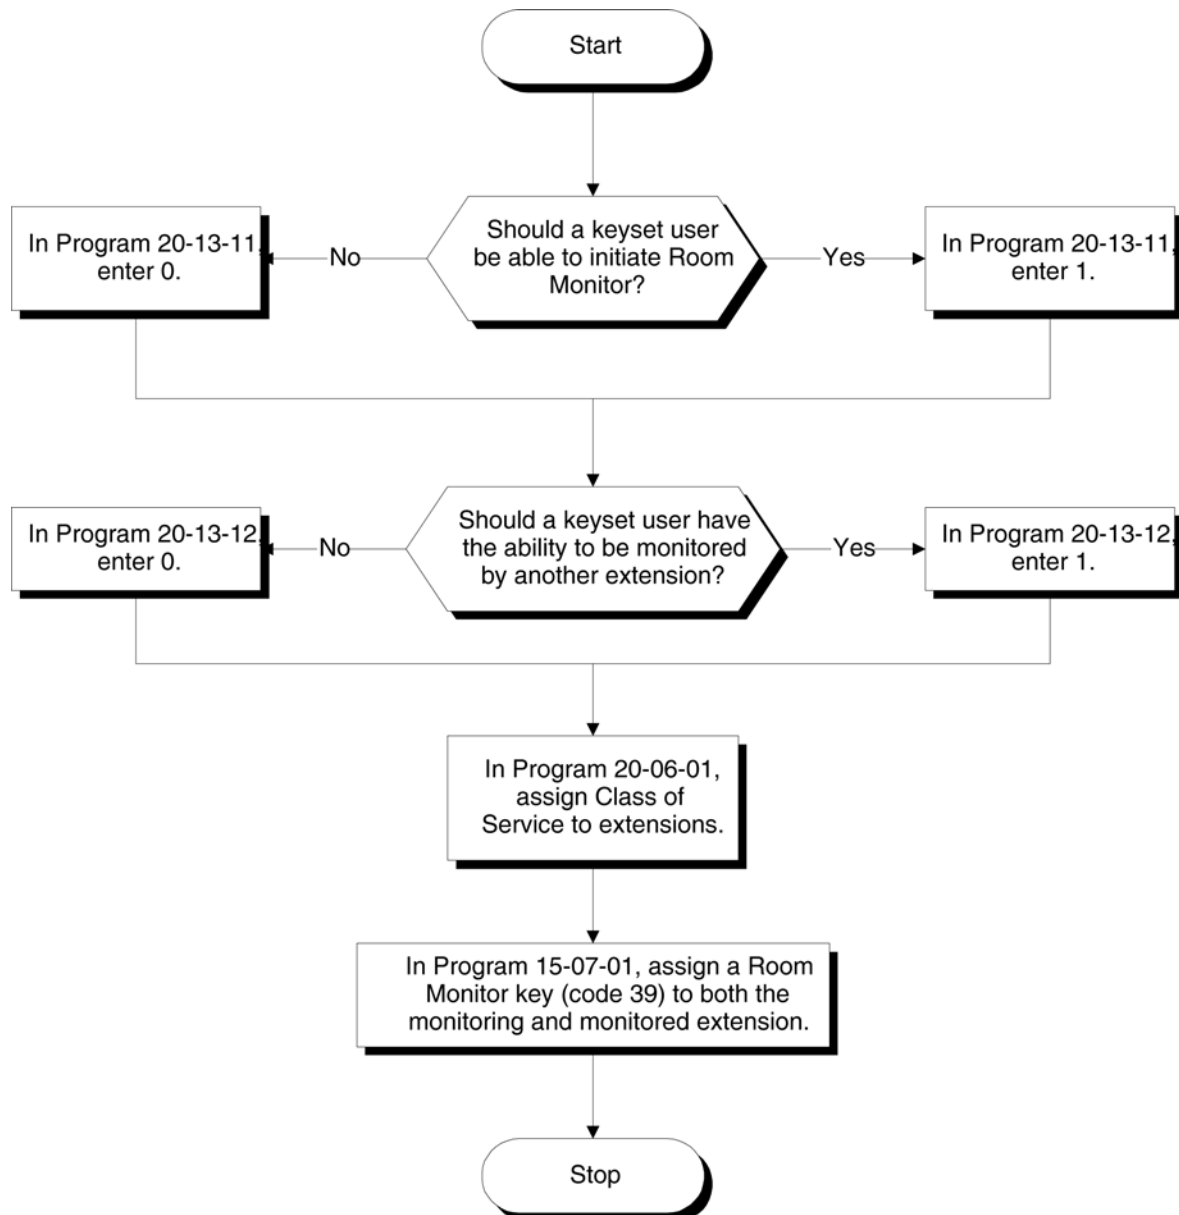 Start
Should a keyset user
be able to initiate Room
Monitor?
No
Yes
In Program 20-13-11,
enter 0.
In Program 20-13-11,
enter 1.
Should a keyset user have
the ability to be monitored
by another extension?
No
Yes
In Program 20-13-12,
enter 0.
In Program 20-13-12,
enter 1.
In Program 20-06-01,
assign Class of
Service to extensions.
In Program 15-07-01, assign a Room
Monitor key (code 39) to both the
monitoring and monitored extension.
Stop